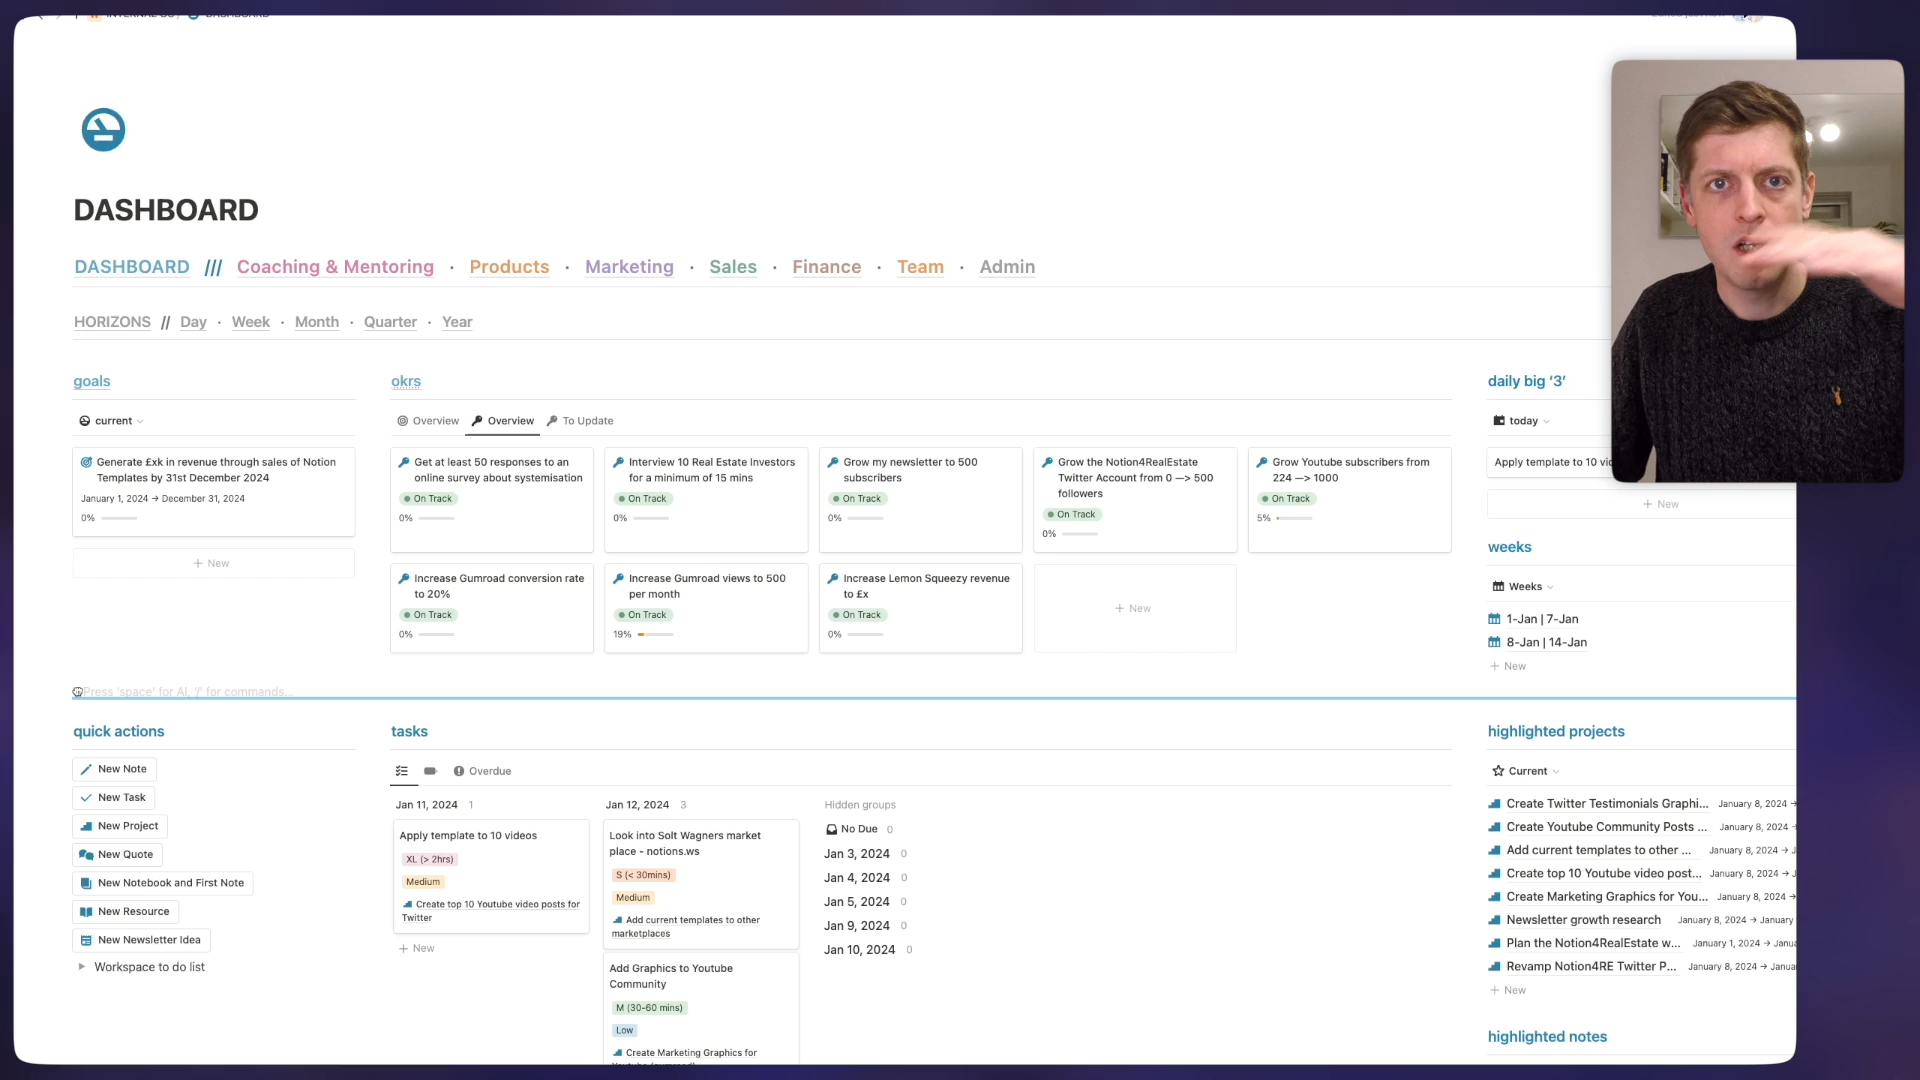 DASHBOARD
DASHBOARD /// Coaching & Mentoring · Products · Marketing · Sales · Finance · Team · Admin
HORIZONS // Day · Week · Month · Quarter · Year
goals
current
Generate £xk in revenue through sales of Notion
Templates by 31st December 2024
January 1, 2024 → December 31, 2024
0%
+ New
okrs
Overview
Overview
To Update
Get at least 50 responses to an
online survey about systemisation
On Track
0%
Interview 10 Real Estate Investors
for a minimum of 15 mins
On Track
0%
Grow my newsletter to 500
subscribers
On Track
0%
Grow the Notion4RealEstate
Twitter Account from 0 —> 500
followers
On Track
0%
Grow Youtube subscribers from
224 —> 1000
On Track
5%
Increase Gumroad conversion rate
to 20%
On Track
0%
Increase Gumroad views to 500
per month
On Track
19%
Increase Lemon Squeezy revenue
to £x
On Track
0%
+ New
daily big ‘3’
today
Apply template to 10
+ New
weeks
Weeks
1-Jan | 7-Jan
8-Jan | 14-Jan
+ New
Press ‘space’ for AI, ‘/’ for commands...
quick actions
New Note
New Task
New Project
New Quote
New Notebook and First Note
New Resource
New Newsletter Idea
Workspace to do list
tasks
Overdue
Jan 11, 2024 1
Apply template to 10 videos
XL (> 2hrs)
Medium
Create top 10 Youtube video posts for
Twitter
+ New
Jan 12, 2024 3
Look into Solt Wagners market
place - notions.ws
S (< 30mins)
Medium
Add current templates to other
marketplaces
Add Graphics to Youtube
Community
M (30-60 mins)
Low
Create Marketing Graphics for
Hidden groups
No Due 0
Jan 3, 2024 0
Jan 4, 2024 0
Jan 5, 2024 0
Jan 9, 2024 0
Jan 10, 2024 0
highlighted projects
Current
Create Twitter Testimonials Graphi... January 8, 2024 →
Create Youtube Community Posts ... January 8, 2024 →
Add current templates to other ... January 8, 2024 → J
Create top 10 Youtube video post... January 8, 2024 →
Create Marketing Graphics for You... January 8, 2024 →
Newsletter growth research January 8, 2024 → January
Plan the Notion4RealEstate w... January 1, 2024 → Janua
Revamp Notion4RE Twitter P... January 8, 2024 → Janua
+ New
highlighted notes